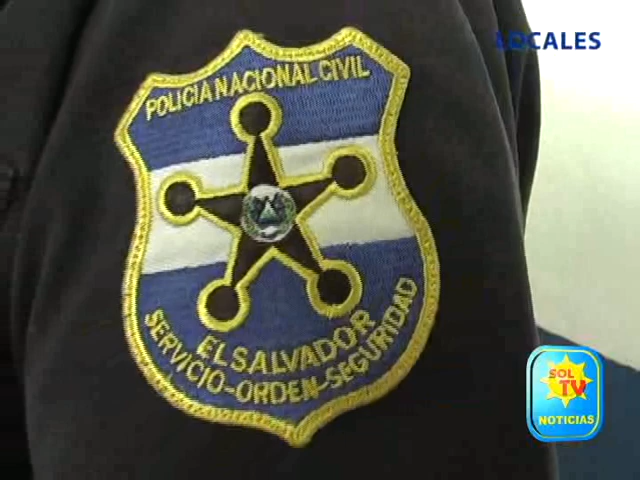 LOCALES
POLICIA NACIONAL CIVIL
EL SALVADOR
SERVICIO-ORDEN-SEGURIDAD
SOL
TV
NOTICIAS